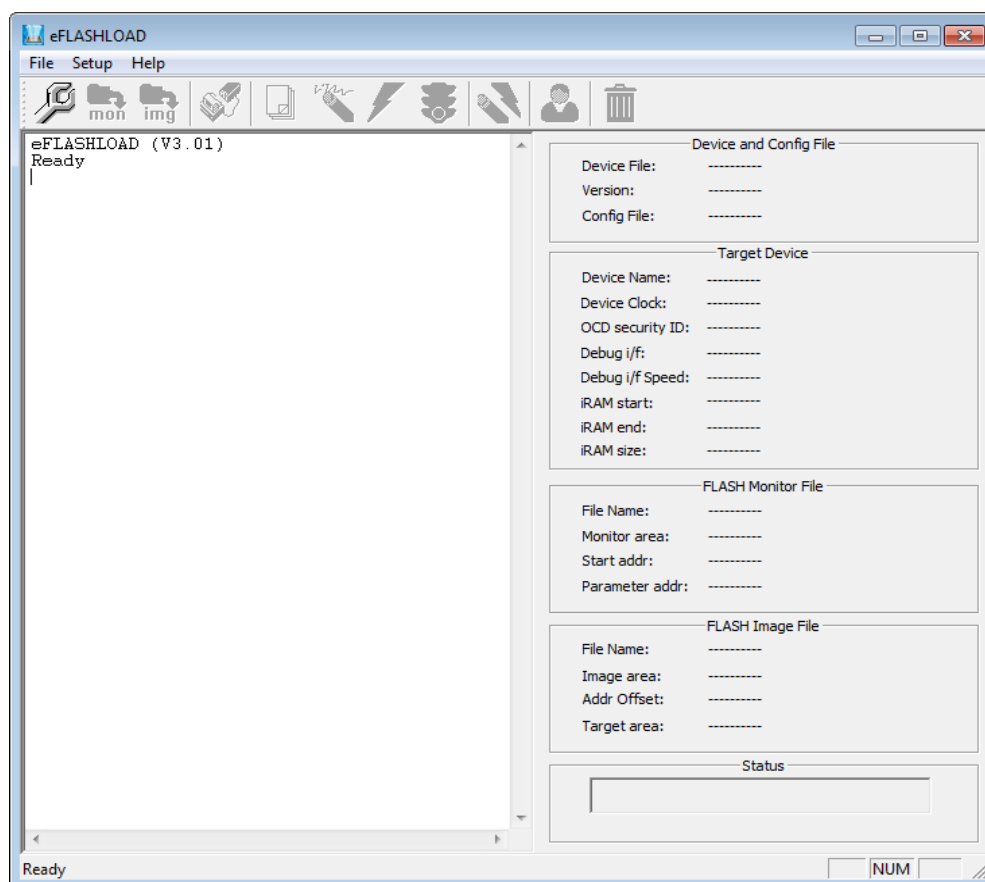 eFLASHLOAD
File Setup Help
mon img
eFLASHLOAD (V3.01)
Ready
Device and Config File
Device File: ----------
Version: ----------
Config File: ----------
Target Device
Device Name: ----------
Device Clock: ----------
OCD security ID: ----------
Debug i/f: ----------
Debug i/f Speed: ----------
iRAM start: ----------
iRAM end: ----------
iRAM size: ----------
FLASH Monitor File
File Name: ----------
Monitor area: ----------
Start addr: ----------
Parameter addr: ----------
FLASH Image File
File Name: ----------
Image area: ----------
Addr Offset: ----------
Target area: ----------
Status
Ready NUM